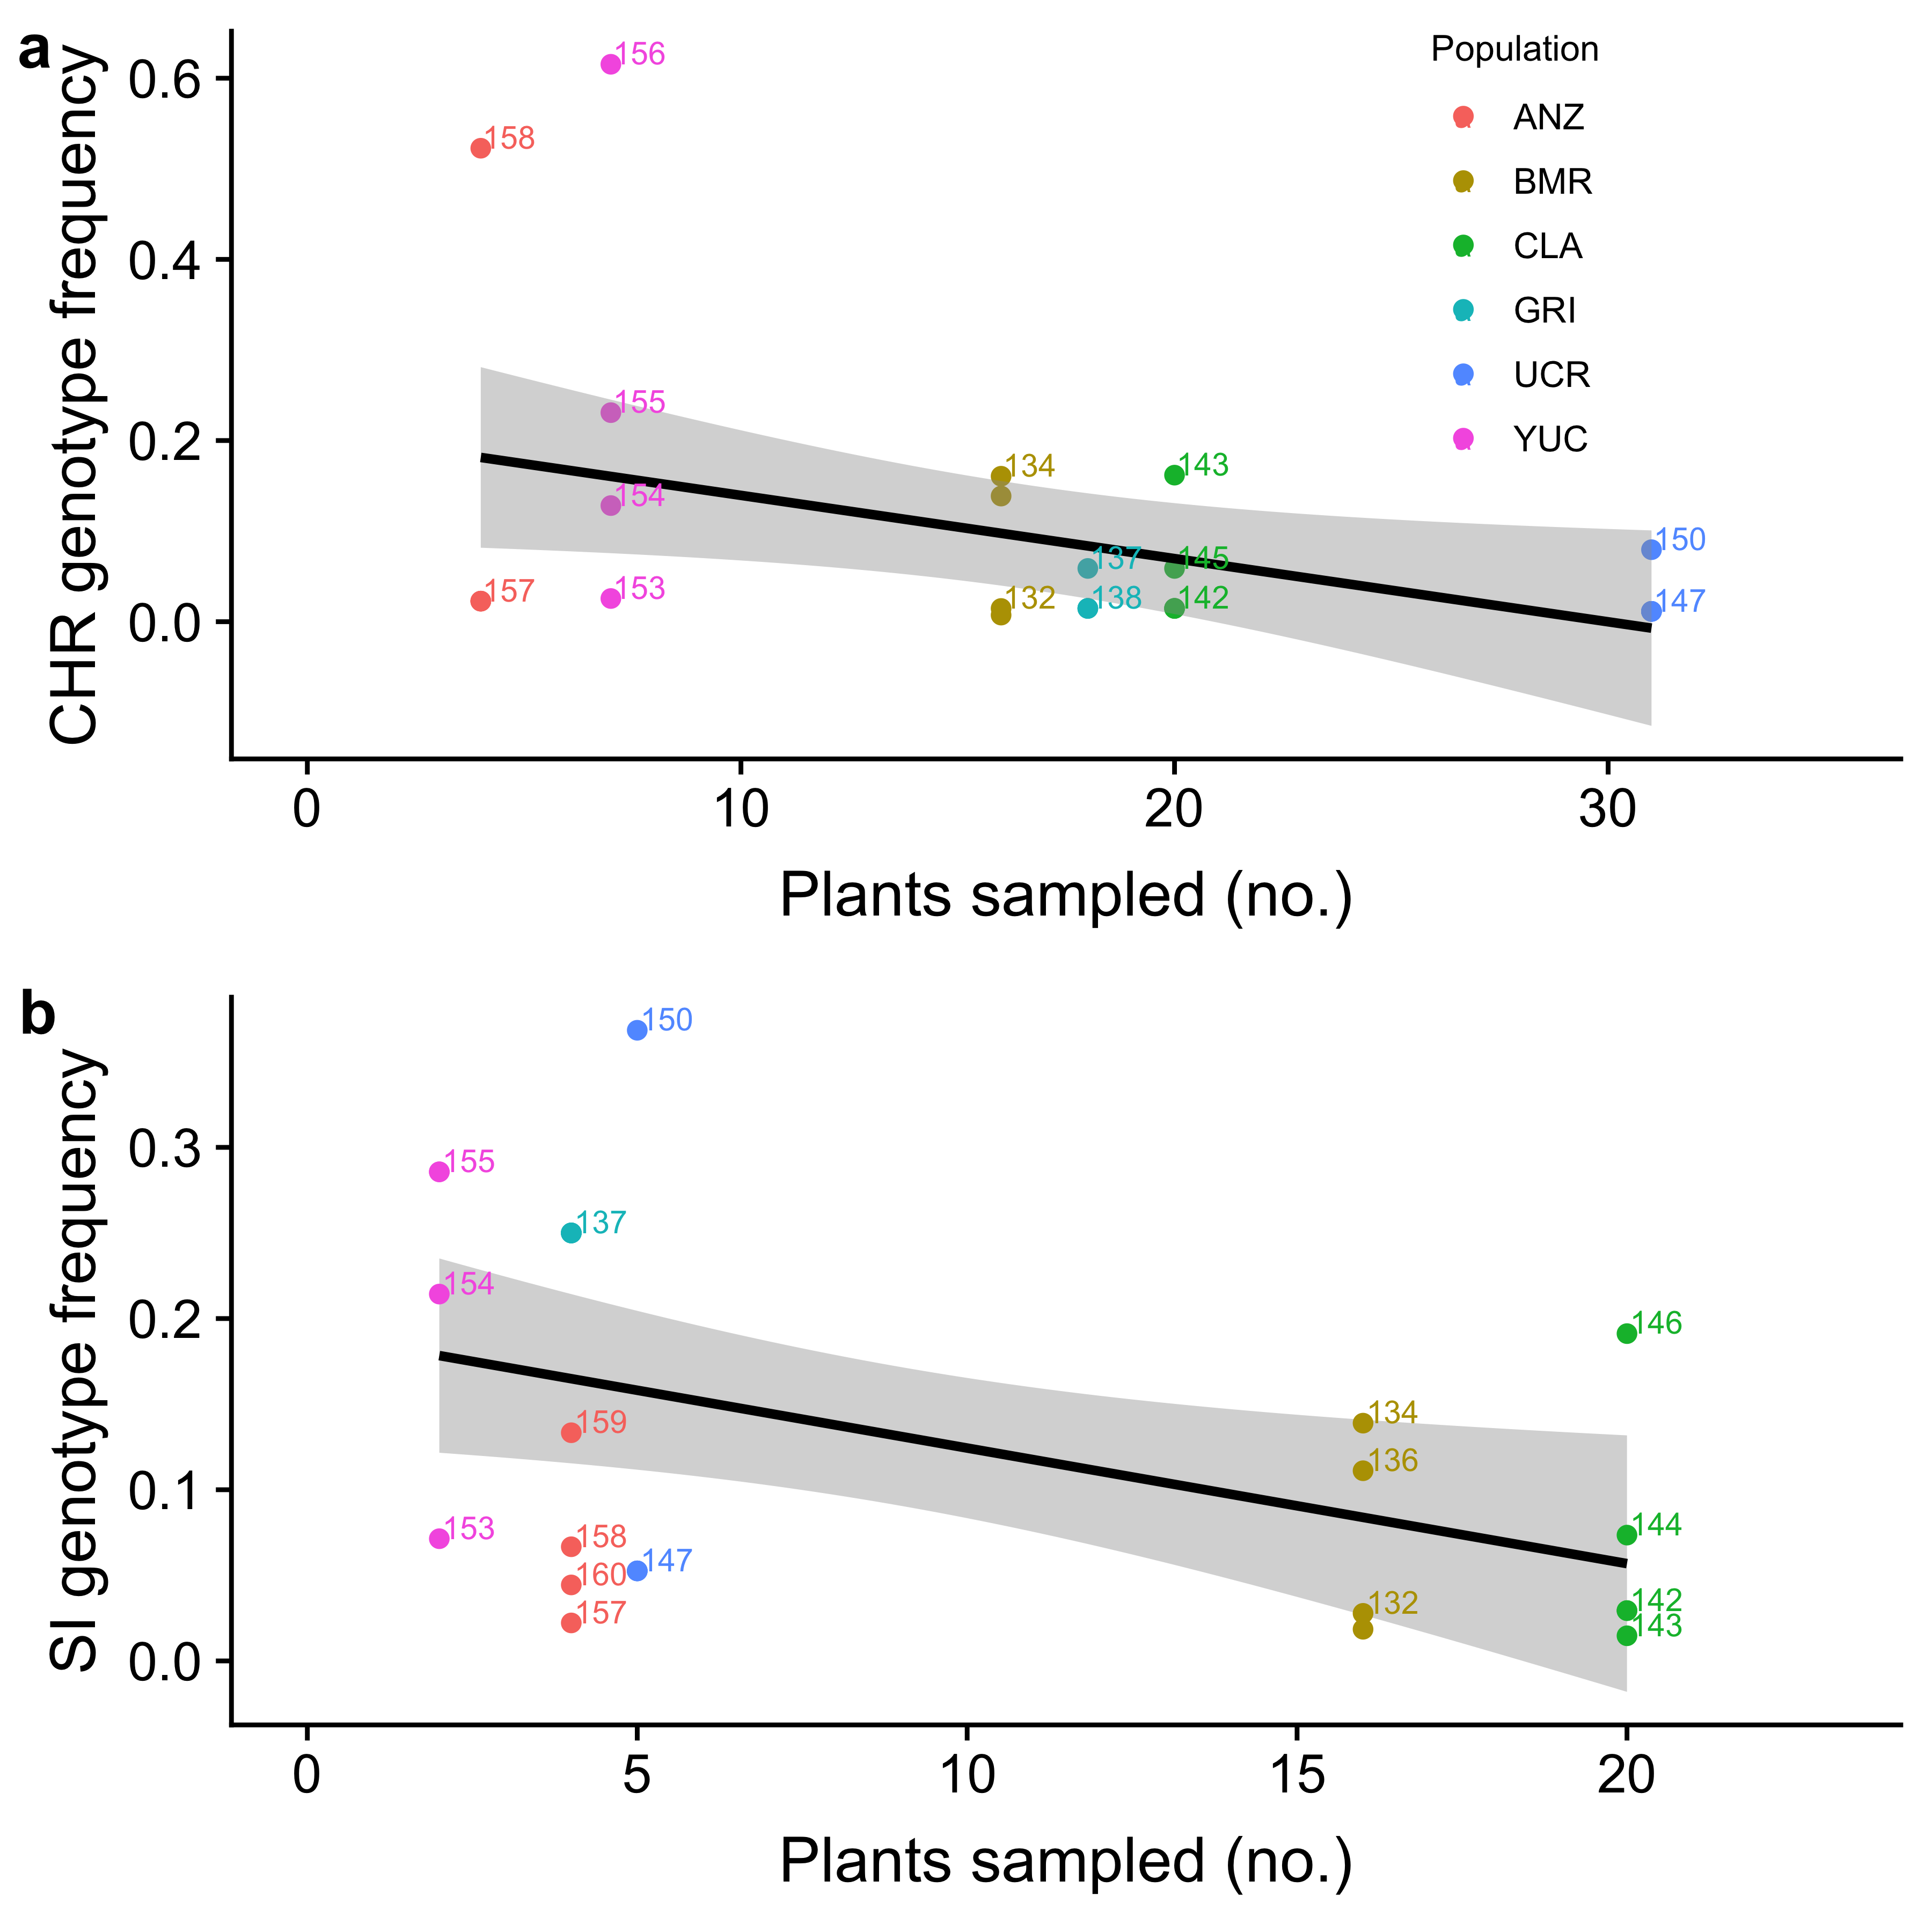 a
CHR genotype frequency
0.6
0.4
0.2
0.0
156
158
155
154
153
157
134
132
137
138
143
145
142
150
147
Population
ANZ
BMR
CLA
GRI
UCR
YUC
0 10 20 30
Plants sampled (no.)
b
SI genotype frequency
0.3
0.2
0.1
0.0
150
155
137
154
159
153
158
160
147
157
134
136
132
146
144
142
143
0 5 10 15 20
Plants sampled (no.)